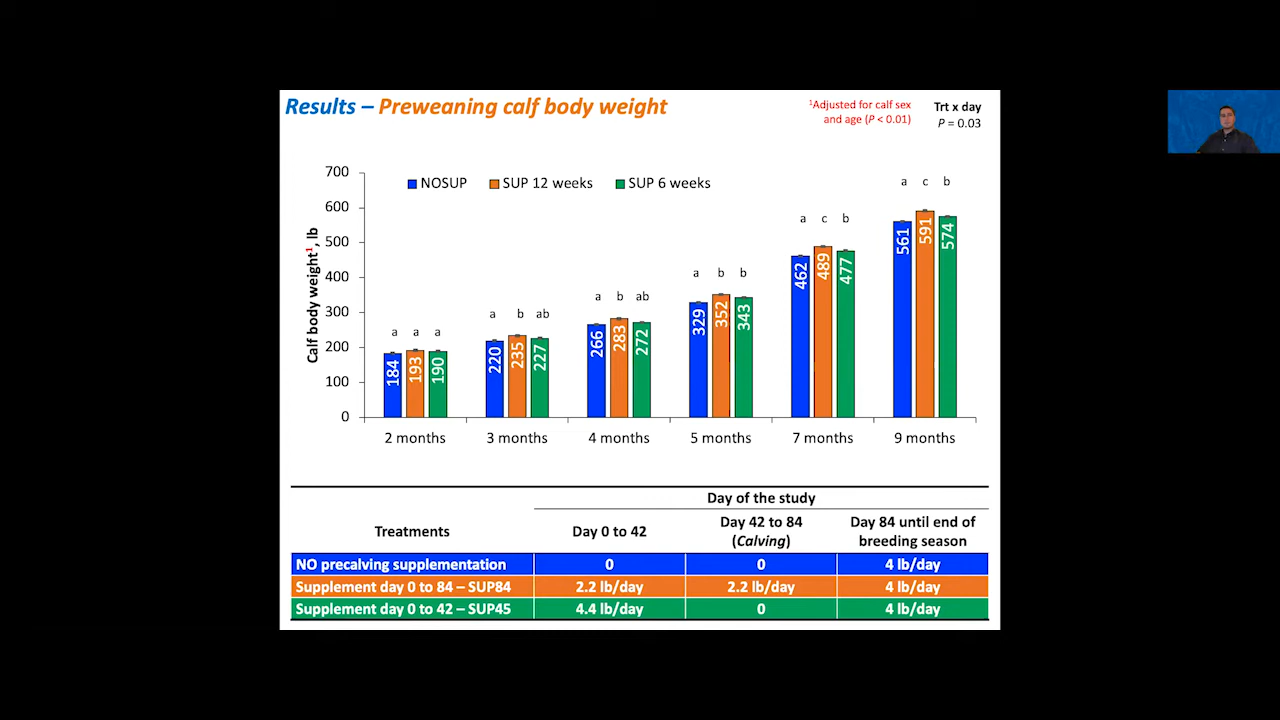 Results – Preweaning calf body weight
¹Adjusted for calf sex
and age (P < 0.01)
Trt x day
P = 0.03
NOSUP SUP 12 weeks SUP 6 weeks
Calf body weight¹, lb
700
600
500
400
300
200
100
0
a a a
a b ab
a b ab
a b b
a c b
a c b
184 193 190
220 235 227
266 283 272
329 352 343
462 489 477
561 591 574
2 months 3 months 4 months 5 months 7 months 9 months
Day of the study
Treatments
Day 0 to 42
Day 42 to 84
(Calving)
Day 84 until end of
breeding season
NO precalving supplementation 0 0 4 lb/day
Supplement day 0 to 84 – SUP84 2.2 lb/day 2.2 lb/day 4 lb/day
Supplement day 0 to 42 – SUP45 4.4 lb/day 0 4 lb/day